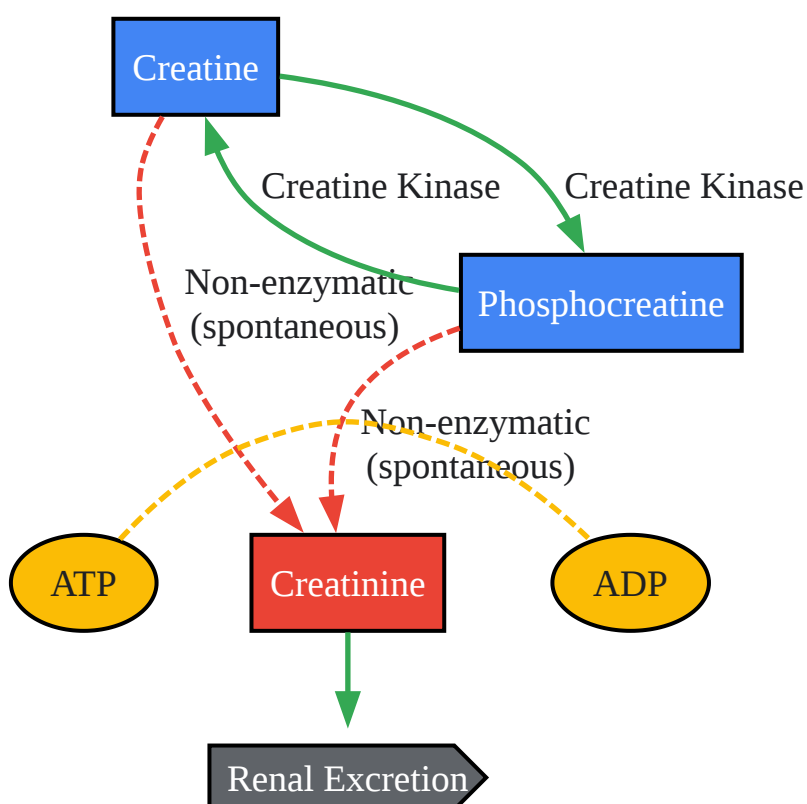 Creatine
Creatine Kinase
Creatine Kinase
Non-enzymatic
(spontaneous)
Phosphocreatine
Non-enzymatic
(spontaneous)
ATP
Creatinine
ADP
Renal Excretion